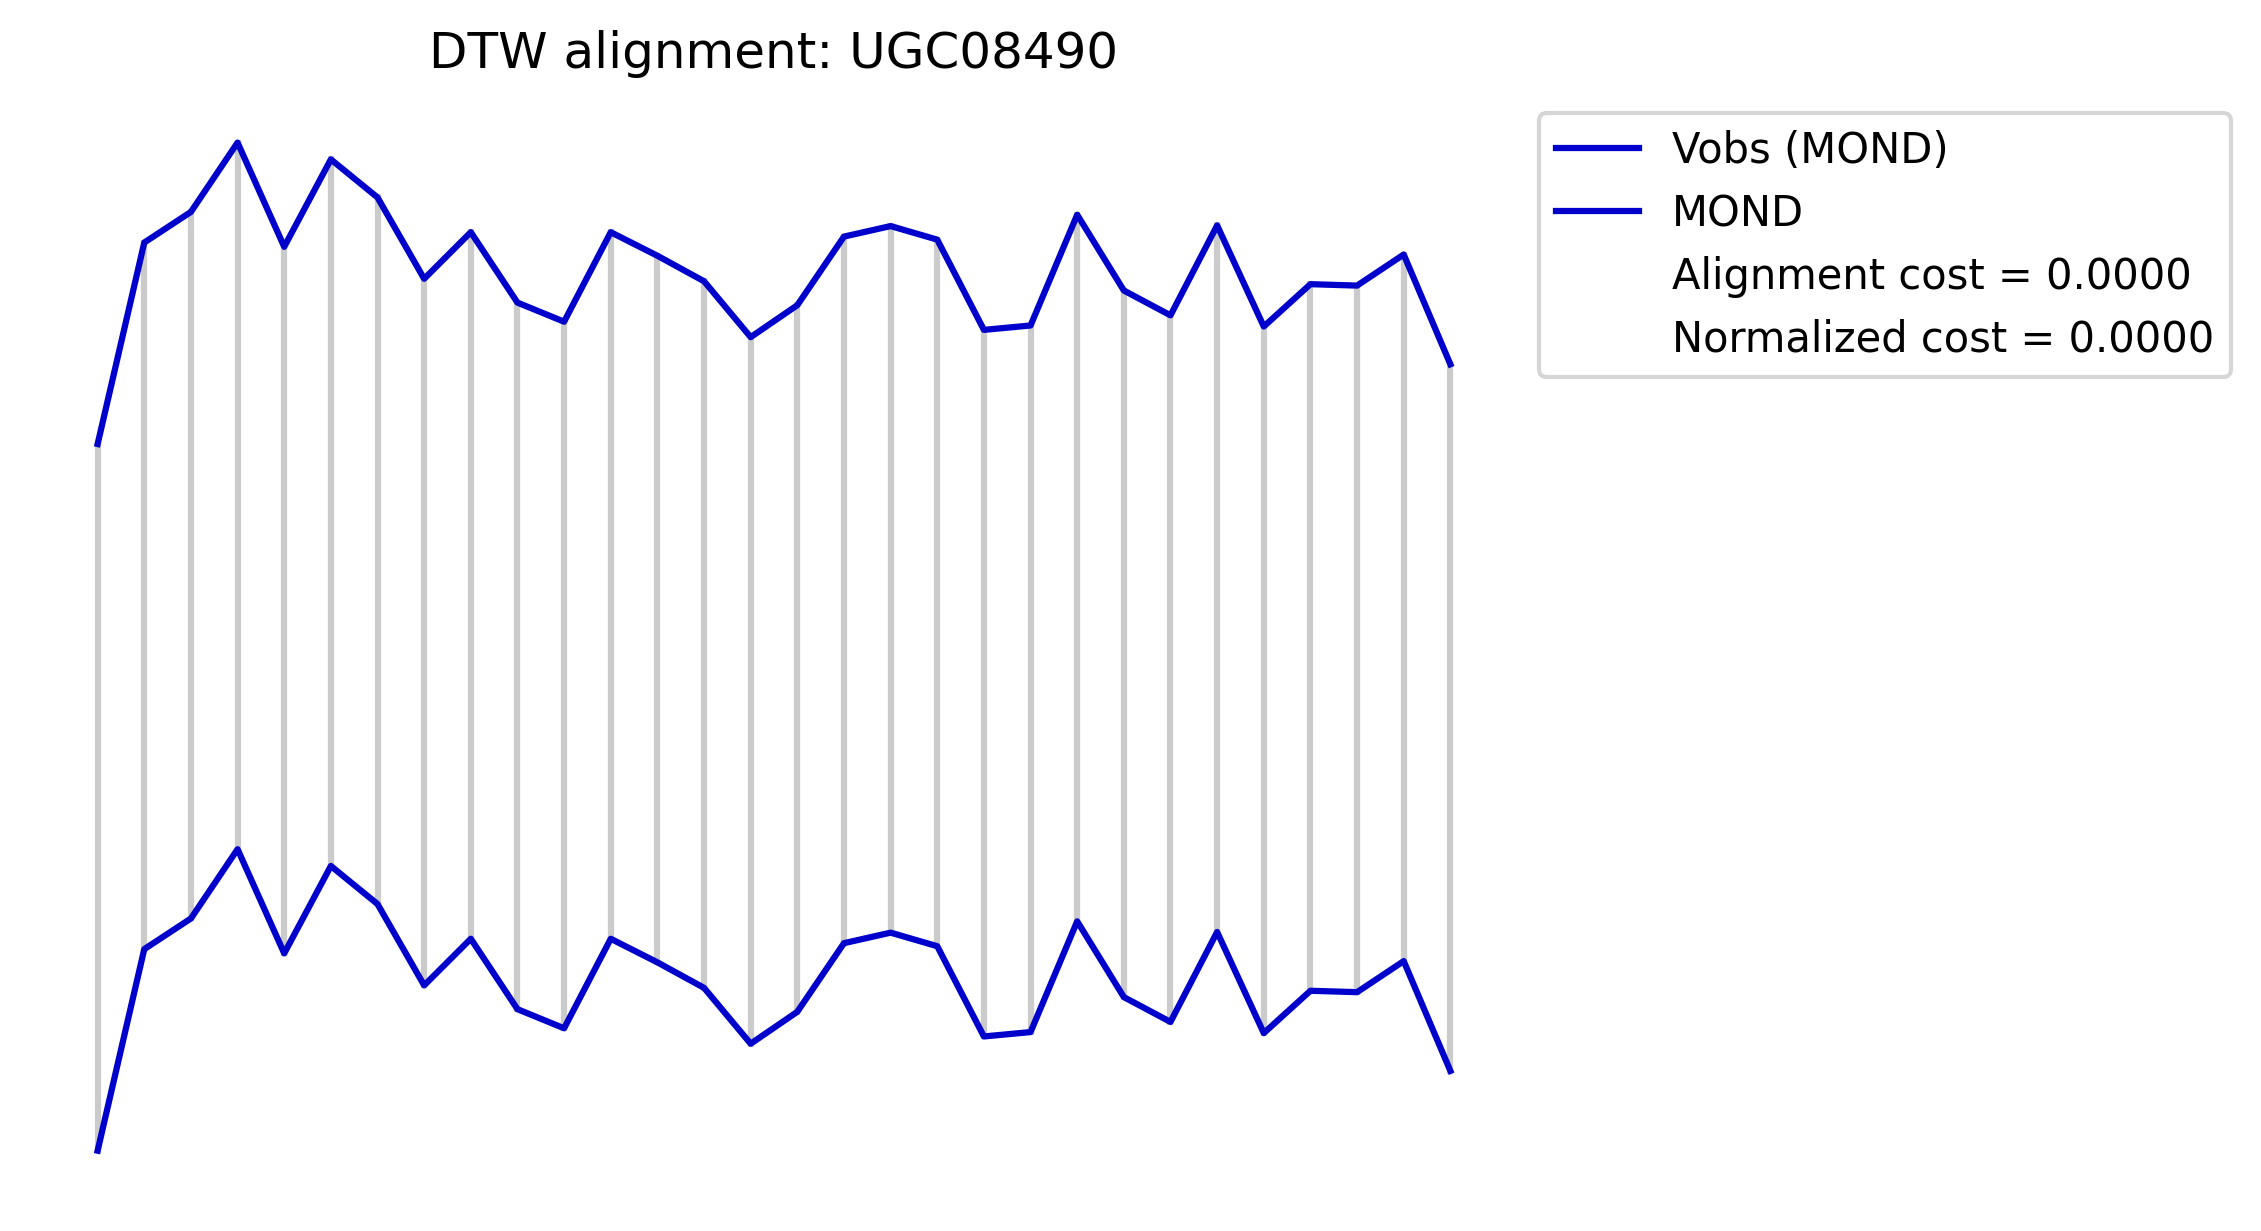 DTW alignment: UGC08490
Vobs (MOND)
MOND
Alignment cost = 0.0000
Normalized cost = 0.0000